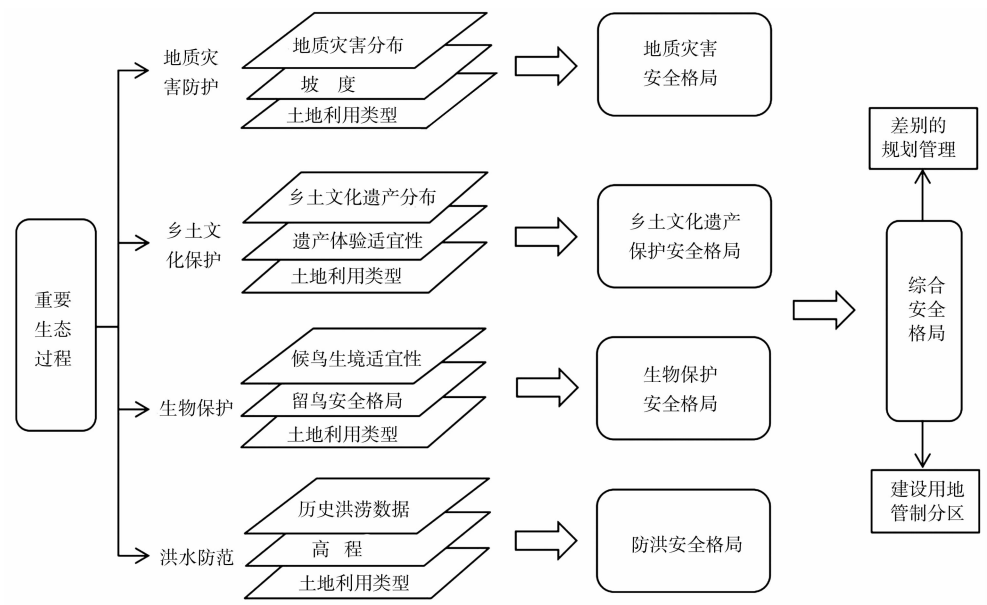 重要
生态
过程
地质灾
害防护
地质灾害分布
坡 度
土地利用类型
地质灾害
安全格局
乡土文
化保护
乡土文化遗产分布
遗产体验适宜性
土地利用类型
乡土文化遗产
保护安全格局
生物保护
候鸟生境适宜性
留鸟安全格局
土地利用类型
生物保护
安全格局
洪水防范
历史洪涝数据
高 程
土地利用类型
防洪安全格局
差别的
规划管理
综合
安全
格局
建设用地
管制分区